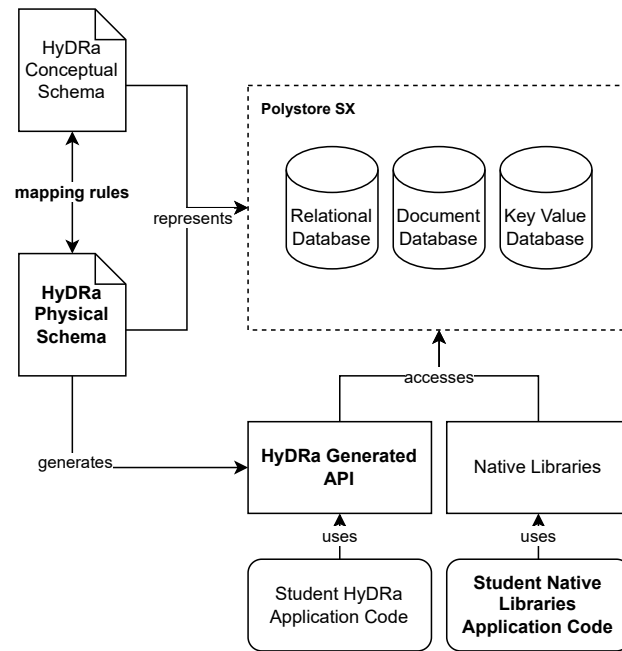 HyDRa
Conceptual
Schema
mapping rules
HyDRa
Physical
Schema
represents
generates
Polystore SX
Relational
Database
Document
Database
Key Value
Database
accesses
HyDRa Generated
API
Native Libraries
uses
uses
Student HyDRa
Application Code
Student Native
Libraries
Application Code